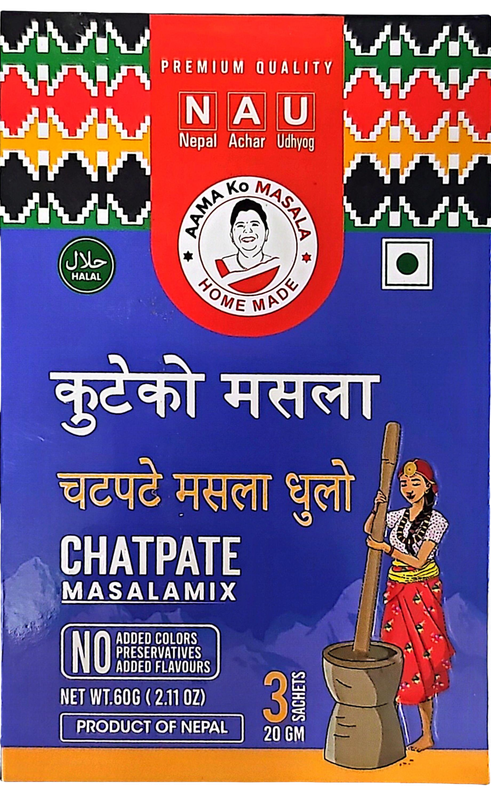 PREMIUM QUALITY
N A U
Nepal Achar Udhyog
AAMA Ko MASALA
HOME MADE
حلال
HALAL
कुटेको मसला
चटपटे मसला धुलो
CHATPATE
MASALAMIX
NO ADDED COLORS
PRESERVATIVES
ADDED FLAVOURS
NET WT.60G ( 2.11 OZ)
3 SACHETS
20 GM
PRODUCT OF NEPAL